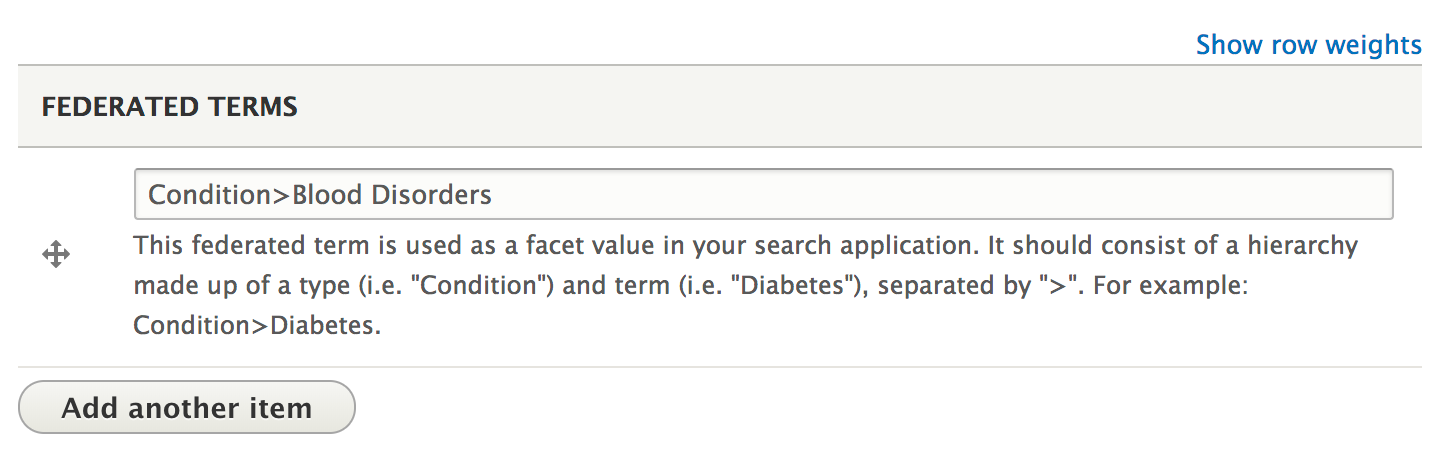 Show row weights
FEDERATED TERMS
Condition>Blood Disorders
This federated term is used as a facet value in your search application. It should consist of a hierarchy
made up of a type (i.e. "Condition") and term (i.e. "Diabetes"), separated by ">". For example:
Condition>Diabetes.
Add another item